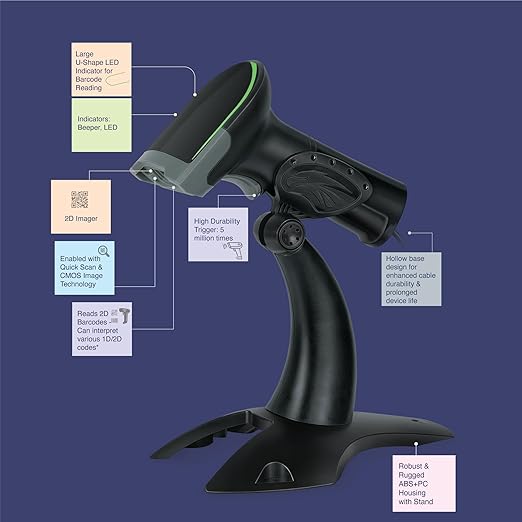 Large
U-Shape LED
Indicator for
Barcode
Reading
Indicators:
Beeper, LED
2D Imager
High Durability
Trigger: 5
million times
Enabled with
Quick Scan &
CMOS Image
Technology
Hollow base
design for
enhanced cable
durability &
prolonged
device life
Reads 2D
Barcodes -
Can interpret
various 1D/2D
codes*
Robust &
Rugged
ABS+PC
Housing
with Stand